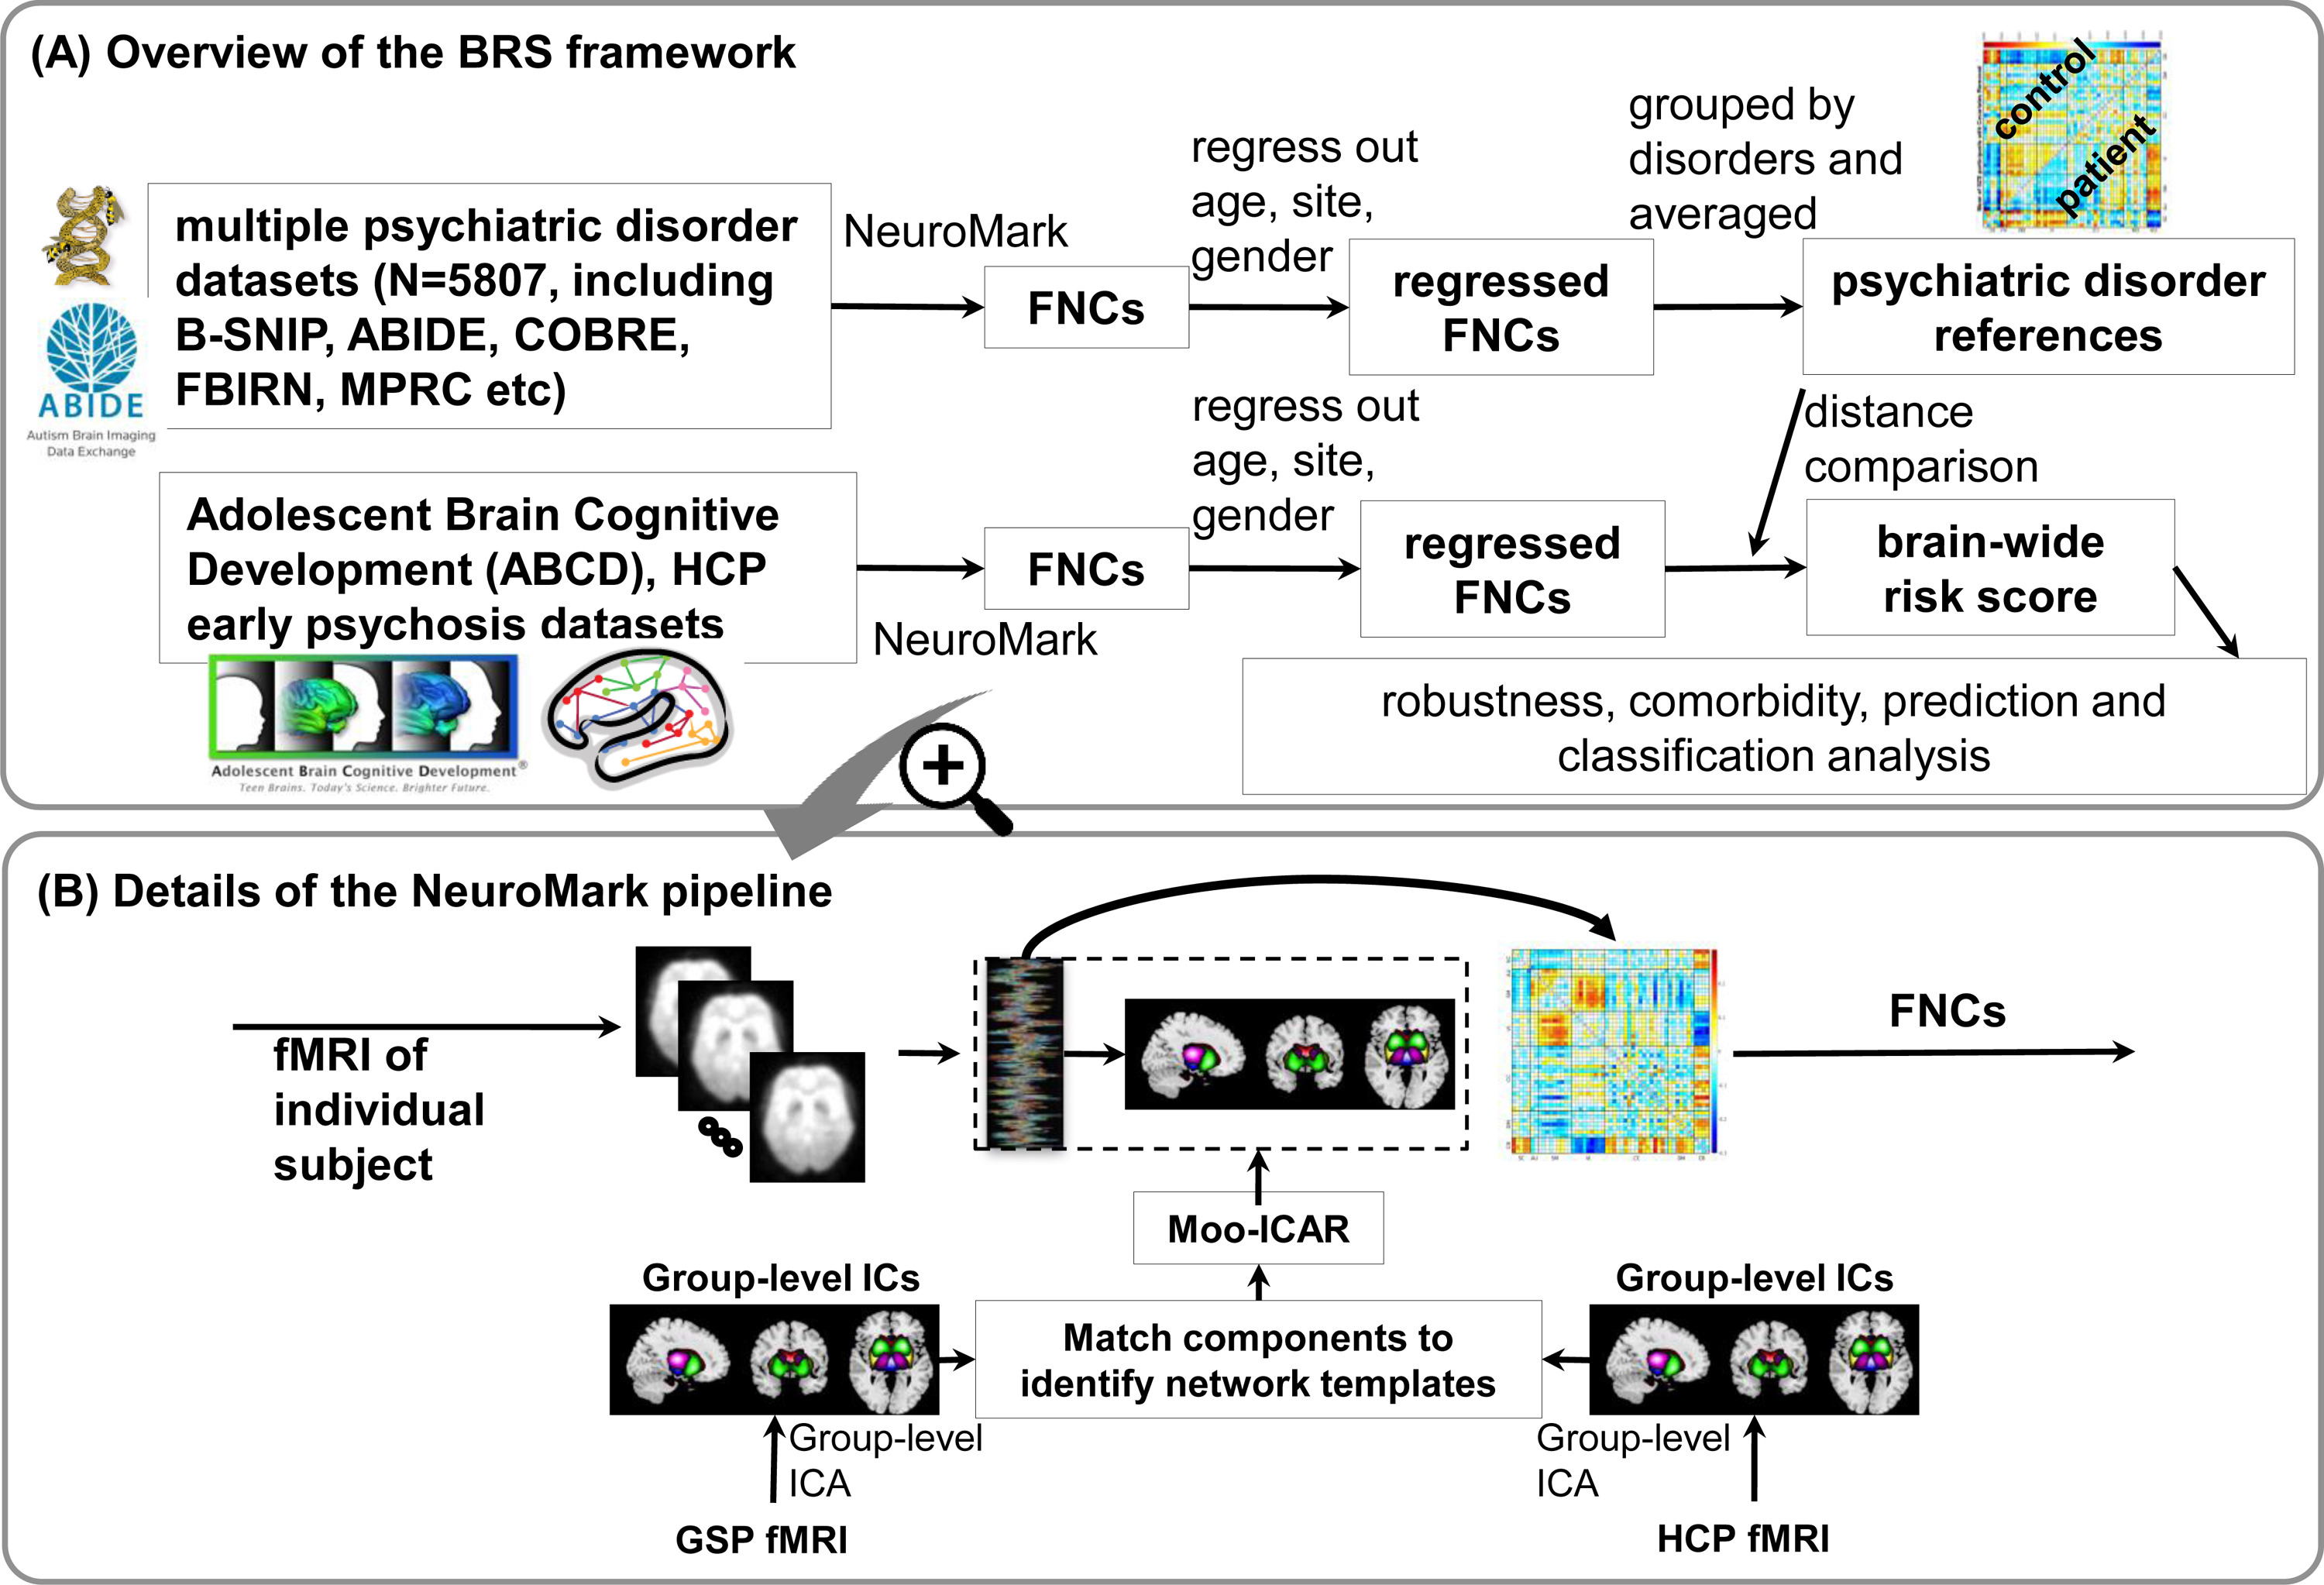 (A) Overview of the BRS framework
control
patient
multiple psychiatric disorder
datasets (N=5807, including
B-SNIP, ABIDE, COBRE,
FBIRN, MPRC etc)
ABIDE
Autism Brain Imaging
Data Exchange
NeuroMark
FNCs
regress out
age, site,
gender
regressed
FNCs
grouped by
disorders and
averaged
psychiatric disorder
references
distance
comparison
Adolescent Brain Cognitive
Development (ABCD), HCP
early psychosis datasets
NeuroMark
FNCs
regress out
age, site,
gender
regressed
FNCs
brain-wide
risk score
robustness, comorbidity, prediction and
classification analysis
Adolescent Brain Cognitive Development®
Teen Brains. Today's Science. Brighter Future.
(B) Details of the NeuroMark pipeline
fMRI of
individual
subject
FNCs
Moo-ICAR
Group-level ICs
Match components to
identify network templates
Group-level ICs
Group-level
ICA
GSP fMRI
Group-level
ICA
HCP fMRI